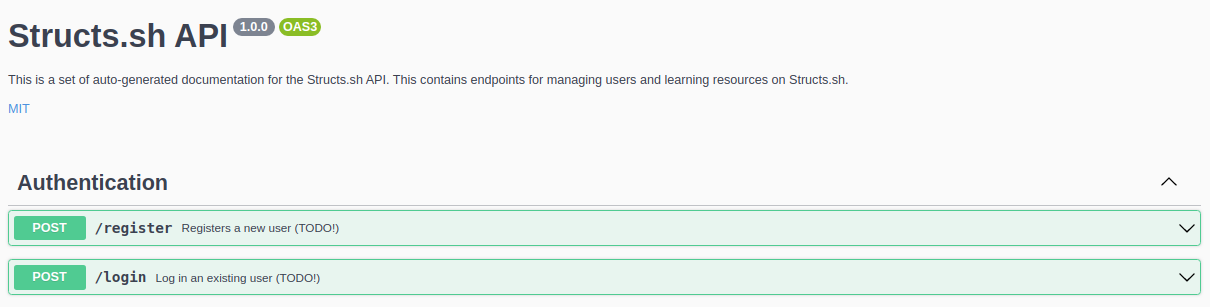 Structs.sh API 1.0.0 OAS3
This is a set of auto-generated documentation for the Structs.sh API. This contains endpoints for managing users and learning resources on Structs.sh.
MIT
Authentication
POST /register Registers a new user (TODO!)
POST /login Log in an existing user (TODO!)